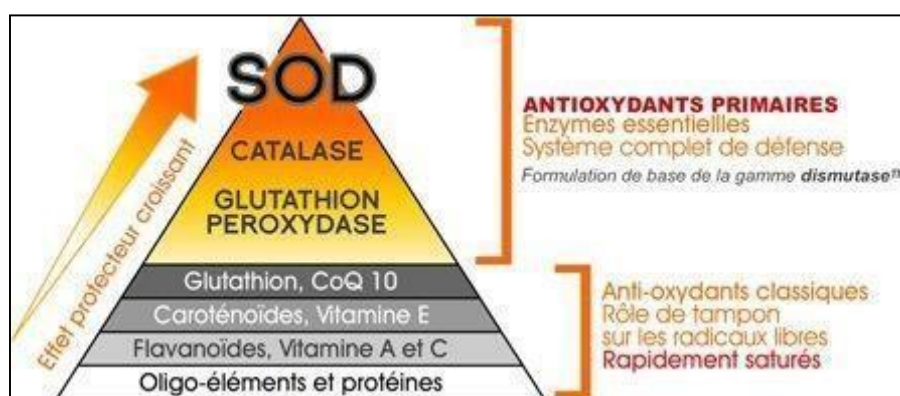 SOD
CATALASE
GLUTATHION
PEROXYDASE
Glutathion, CoQ 10
Caroténoïdes, Vitamine E
Flavanoïdes, Vitamine A et C
Oligo-éléments et protéines
Effet protecteur croissant
ANTIOXYDANTS PRIMAIRES
Enzymes essentiellles
Système complet de défense
Formulation de base de la gamme dismutase
Anti-oxydants classiques
Rôle de tampon
sur les radicaux libres
Rapidement saturés